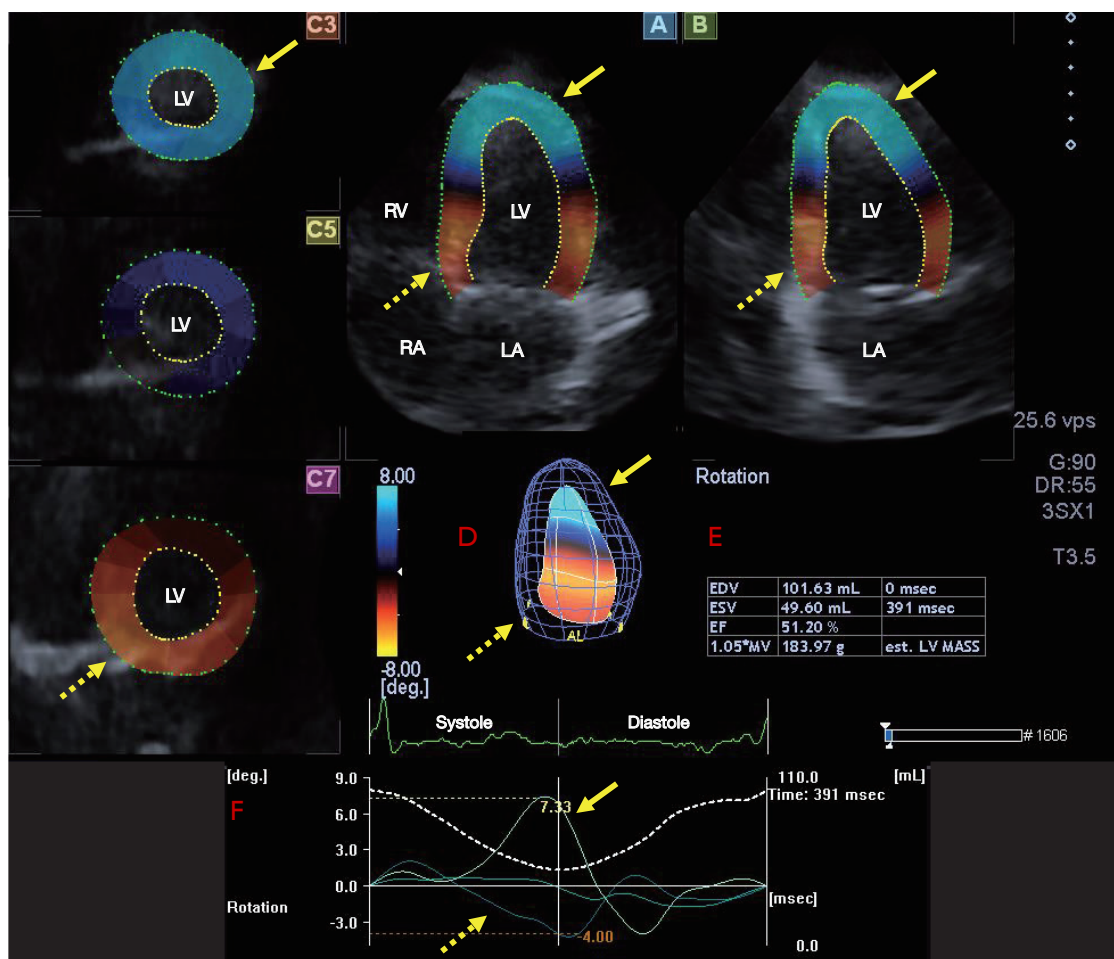 C3
LV
C5
LV
C7
LV
A
RV
LV
RA
LA
B
LV
LA
25.6 vps
G:90
DR:55
3SX1
T3.5
8.00
-8.00
[deg.]
D
AL
Rotation
E
EDV 101.63 mL 0 msec
ESV 49.60 mL 391 msec
EF 51.20 %
1.05*MV 183.97 g est. LV MASS
Systole Diastole
# 1606
[deg.] 9.0 110.0 [mL]
F
Time: 391 msec
7.33
6.0
3.0
0.0
[msec]
Rotation
-3.0
-4.00
0.0